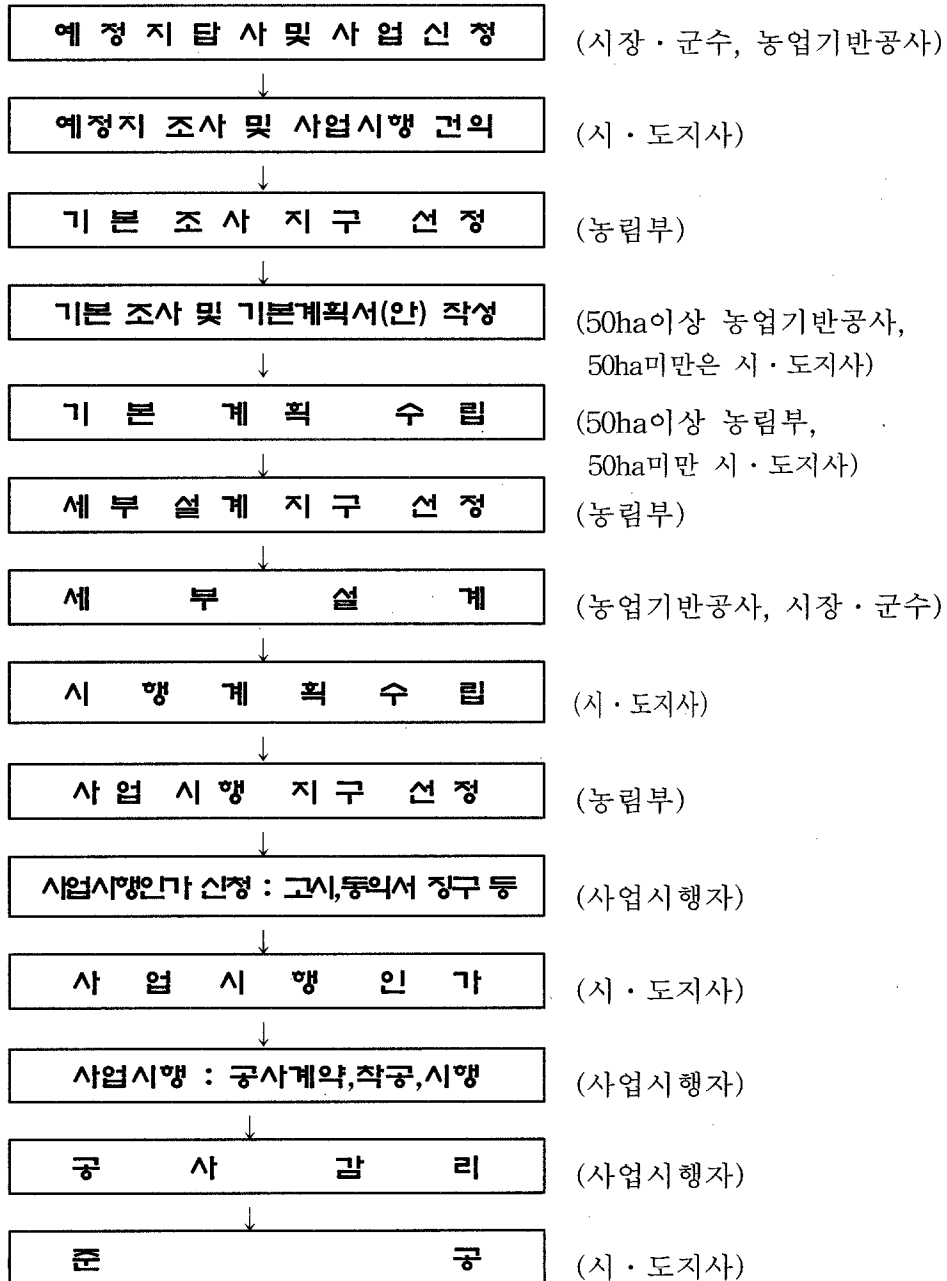 예 정 지 답 사 및 사 업 신 청 (시장 · 군수, 농업기반공사)
↓
예정지 조사 및 사업시행 건의 (시 · 도지사)
↓
기 본 조 사 지 구 선 정 (농림부)
↓
기본 조사 및 기본계획서(안) 작성 (50ha이상 농업기반공사,
50ha미만은 시 · 도지사)
↓
기 본 계 획 수 립 (50ha이상 농림부,
50ha미만 시 · 도지사)
↓
세 부 설 계 지 구 선 정 (농림부)
↓
세 부 설 계 (농업기반공사, 시장 · 군수)
↓
시 행 계 획 수 립 (시 · 도지사)
↓
사 업 시 행 지 구 선 정 (농림부)
↓
사업시행인가 신청 : 고시,동의서 징구 등 (사업시행자)
↓
사 업 시 행 인 가 (시 · 도지사)
↓
사업시행 : 공사계약,착공,시행 (사업시행자)
↓
공 사 감 리 (사업시행자)
↓
준 공 (시 · 도지사)